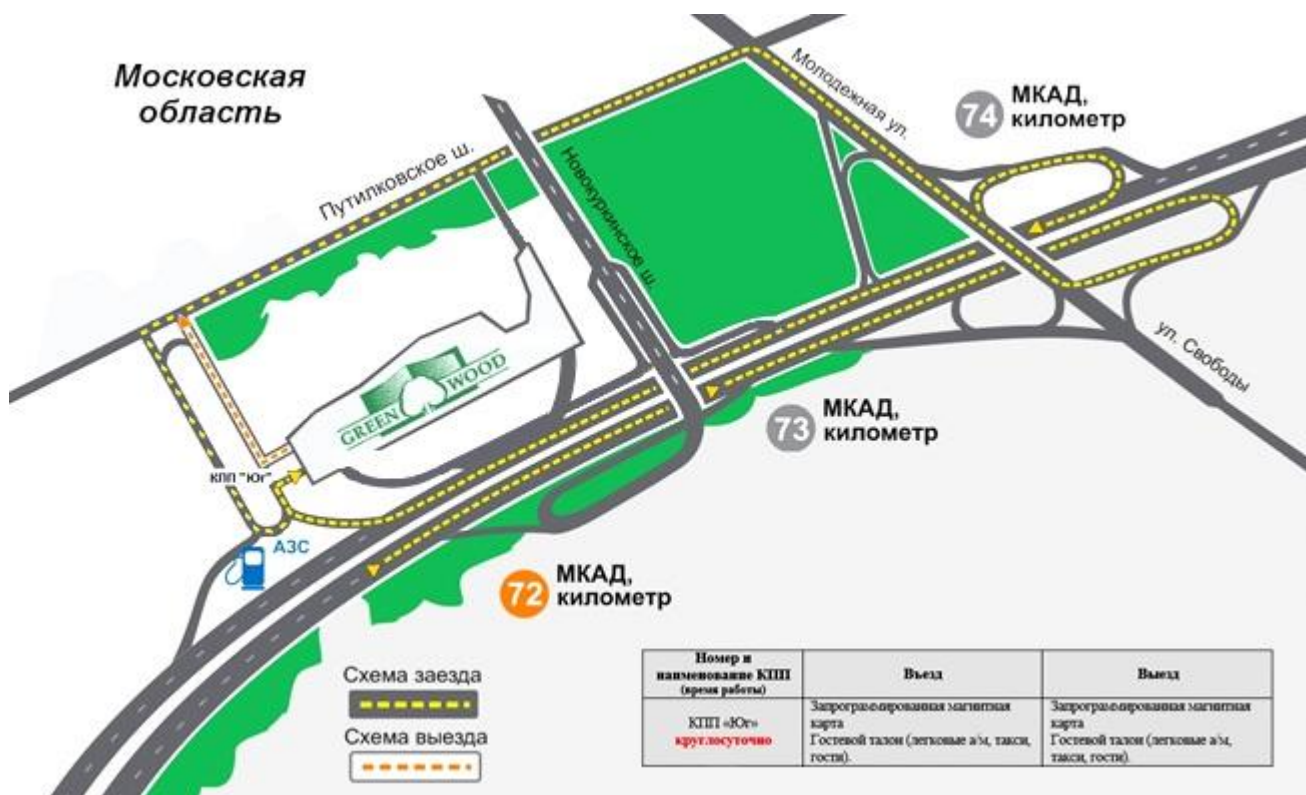 Московская
область
Путилковское ш.
Новокуркинское ш.
Молодежная ул.
74 МКАД,
километр
ул. Свободы
GREEN WOOD
73 МКАД,
километр
КПП "Юг"
АЗС
72 МКАД,
километр
Схема заезда
Схема выезда
Номер и
наименование КПП
(время работы)
Въезд
Выезд
КПП «Юг»
круглосуточно
Запрограммированная магнитная
карта
Гостевой талон (легковые а/м, такси,
гости).
Запрограммированная магнитная
карта
Гостевой талон (легковые а/м,
такси, гости).